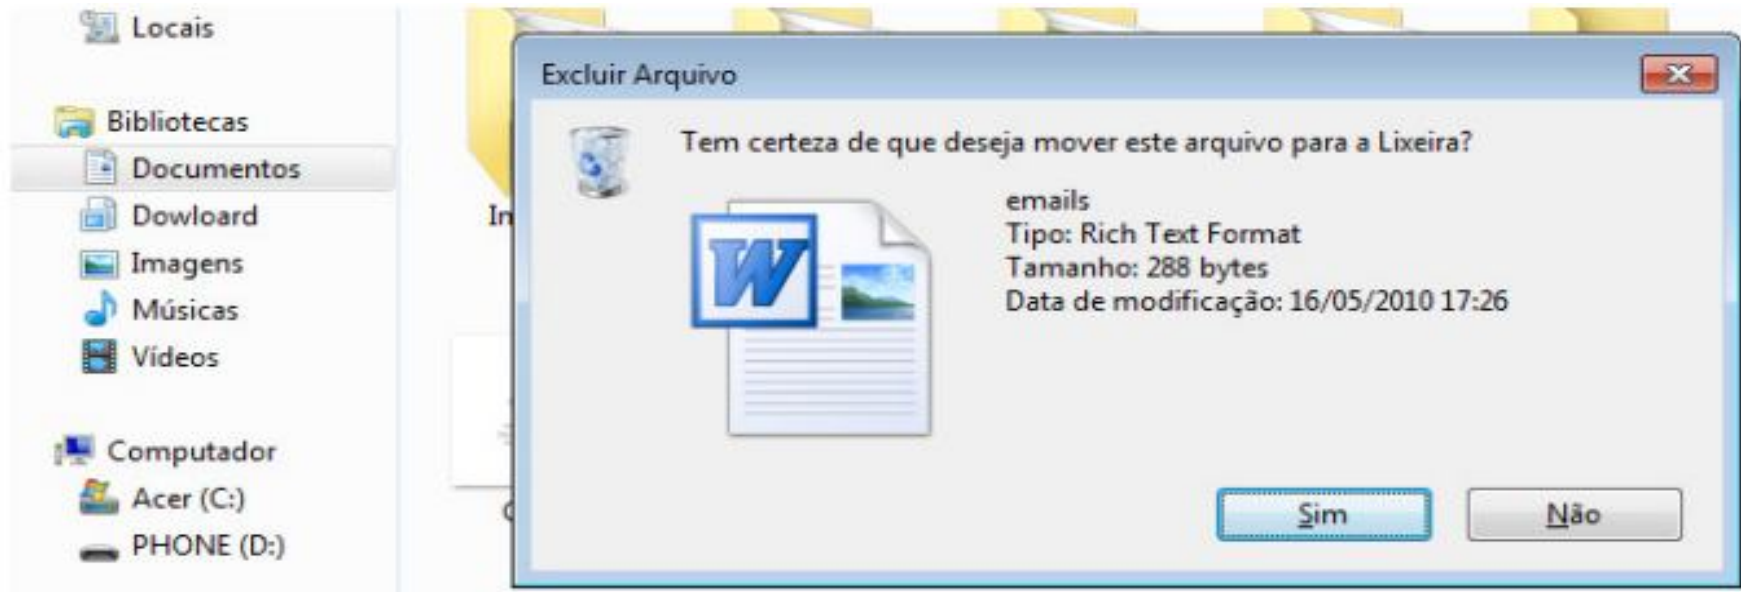 Locais
Bibliotecas
Documentos
Dowloard
Imagens
Músicas
Vídeos
Computador
Acer (C:)
PHONE (D:)
Excluir Arquivo
Tem certeza de que deseja mover este arquivo para a Lixeira?
emails
Tipo: Rich Text Format
Tamanho: 288 bytes
Data de modificação: 16/05/2010 17:26
Sim
Não